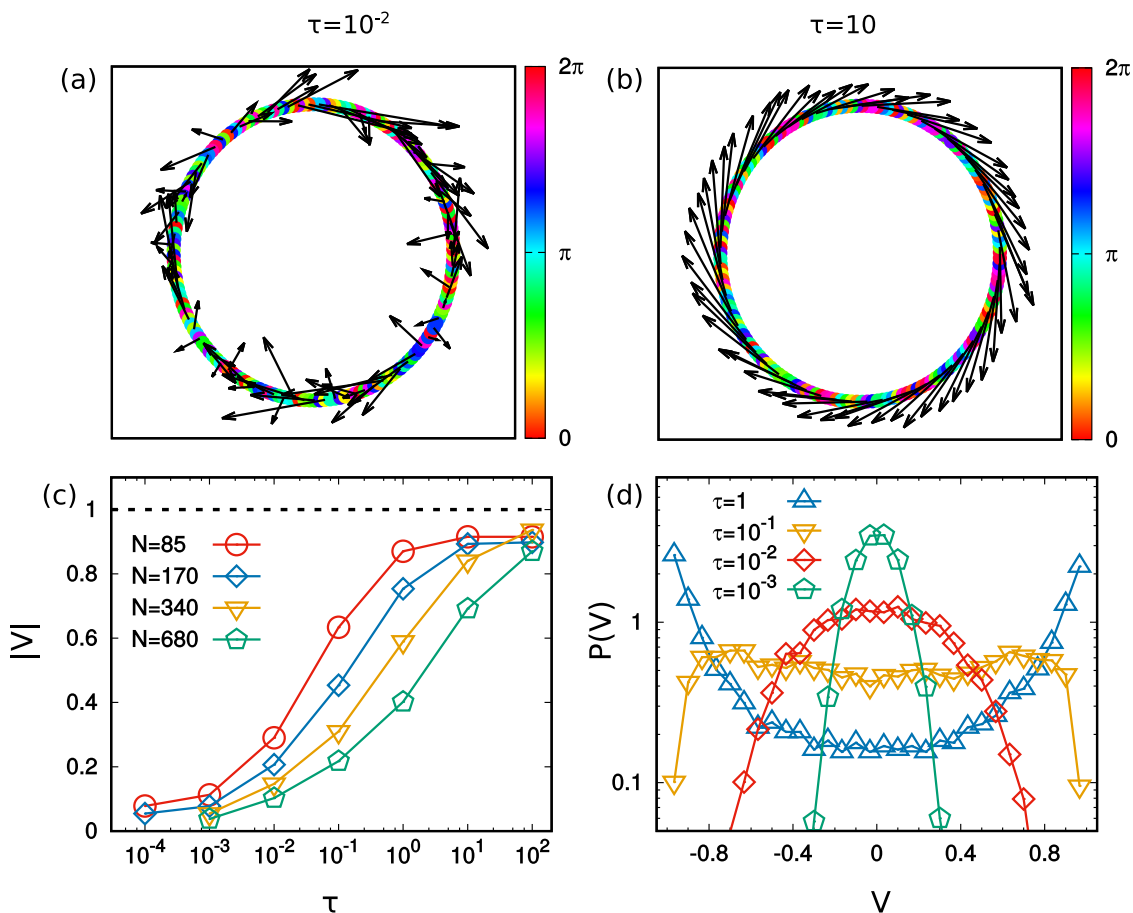 τ=10⁻²
τ=10
(a)
2π
π
0
(b)
2π
π
0
(c)
|V|
1
0.8
0.6
0.4
0.2
0
N=85
N=170
N=340
N=680
10⁻⁴ 10⁻³ 10⁻² 10⁻¹ 10⁰ 10¹ 10²
τ
(d)
P(V)
1
0.1
τ=1
τ=10⁻¹
τ=10⁻²
τ=10⁻³
-0.8 -0.4 0 0.4 0.8
V